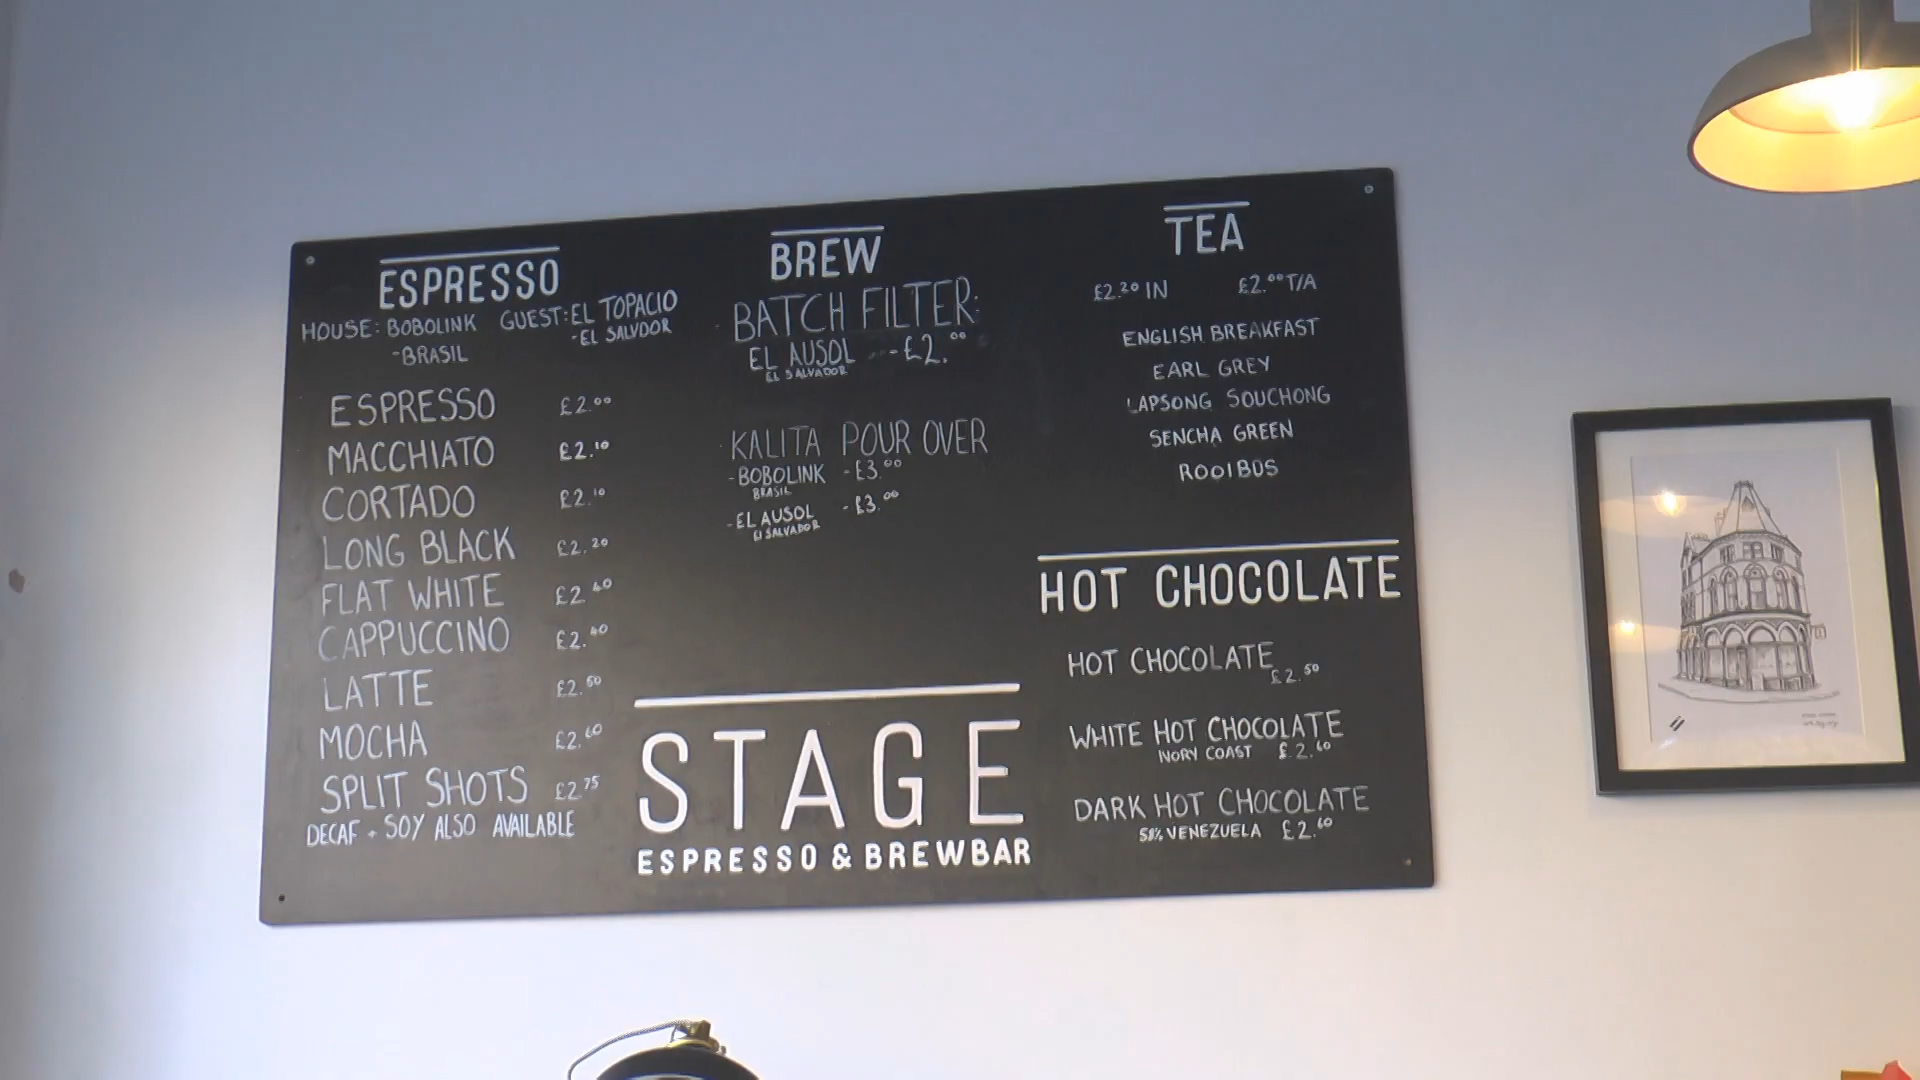 ESPRESSO
HOUSE: BOBOLINK
-BRASIL
GUEST: EL TOPACIO
-EL SALVDOR
ESPRESSO £2.00
MACCHIATO £2.10
CORTADO £2.10
LONG BLACK £2.20
FLAT WHITE £2.40
CAPPUCCINO £2.40
LATTE £2.50
MOCHA £2.60
SPLIT SHOTS £2.75
DECAF + SOY ALSO AVAILABLE
BREW
BATCH FILTER:
EL AUSOL --£2.00
EL SALVADOR
KALITA POUR OVER
-BOBOLINK -£3.00
BRASIL
-EL AUSOL -£3.00
El SALVADOR
STAGE
ESPRESSO & BREWBAR
TEA
£2.20 IN £2.00 T/A
ENGLISH BREAKFAST
EARL GREY
LAPSONG SOUCHONG
SENCHA GREEN
ROOIBOS
HOT CHOCOLATE
HOT CHOCOLATE
£2.50
WHITE HOT CHOCOLATE
IVORY COAST £2.60
DARK HOT CHOCOLATE
VENEZUELA £2.60